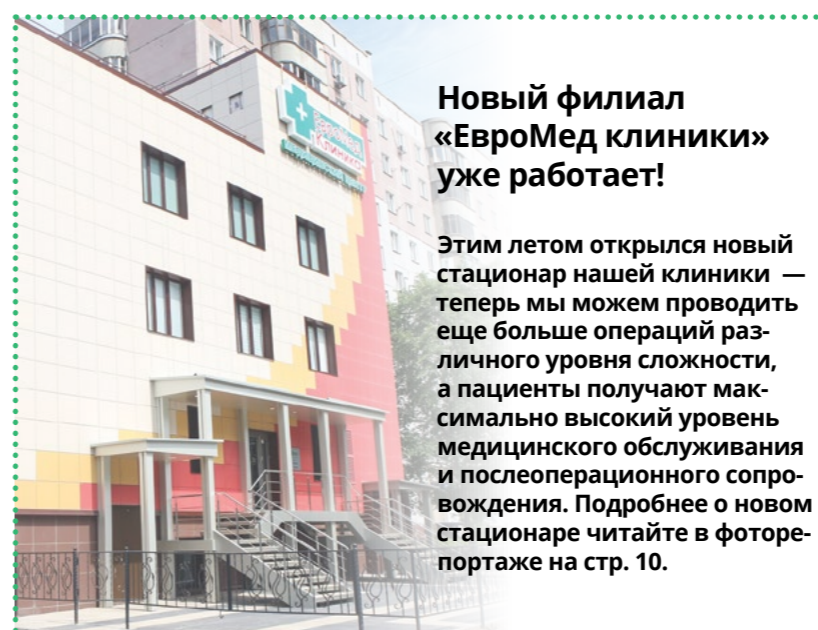 Новый филиал
«ЕвроМед клиники»
уже работает!
Этим летом открылся новый
стационар нашей клиники —
теперь мы можем проводить
еще больше операций раз-
личного уровня сложности,
а пациенты получают мак-
симально высокий уровень
медицинского обслуживания
и послеоперационного сопро-
вождения. Подробнее о новом
стационаре читайте в фоторе-
портаже на стр. 10.